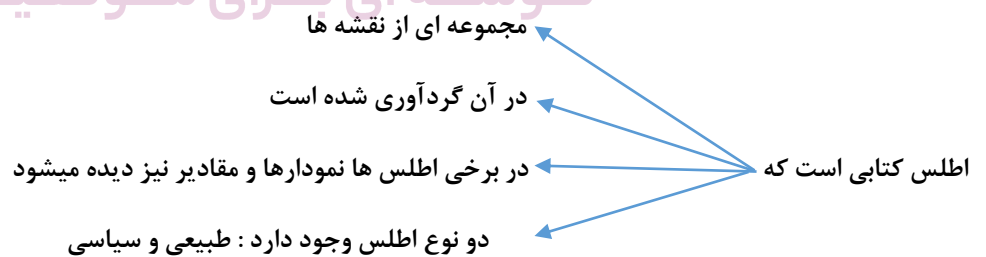 مجموعه ای از نقشه ها
در آن گردآوری شده است
اطلس کتابی است که
در برخی اطلس ها نمودارها و مقادیر نیز دیده میشود
دو نوع اطلس وجود دارد : طبیعی و سیاسی